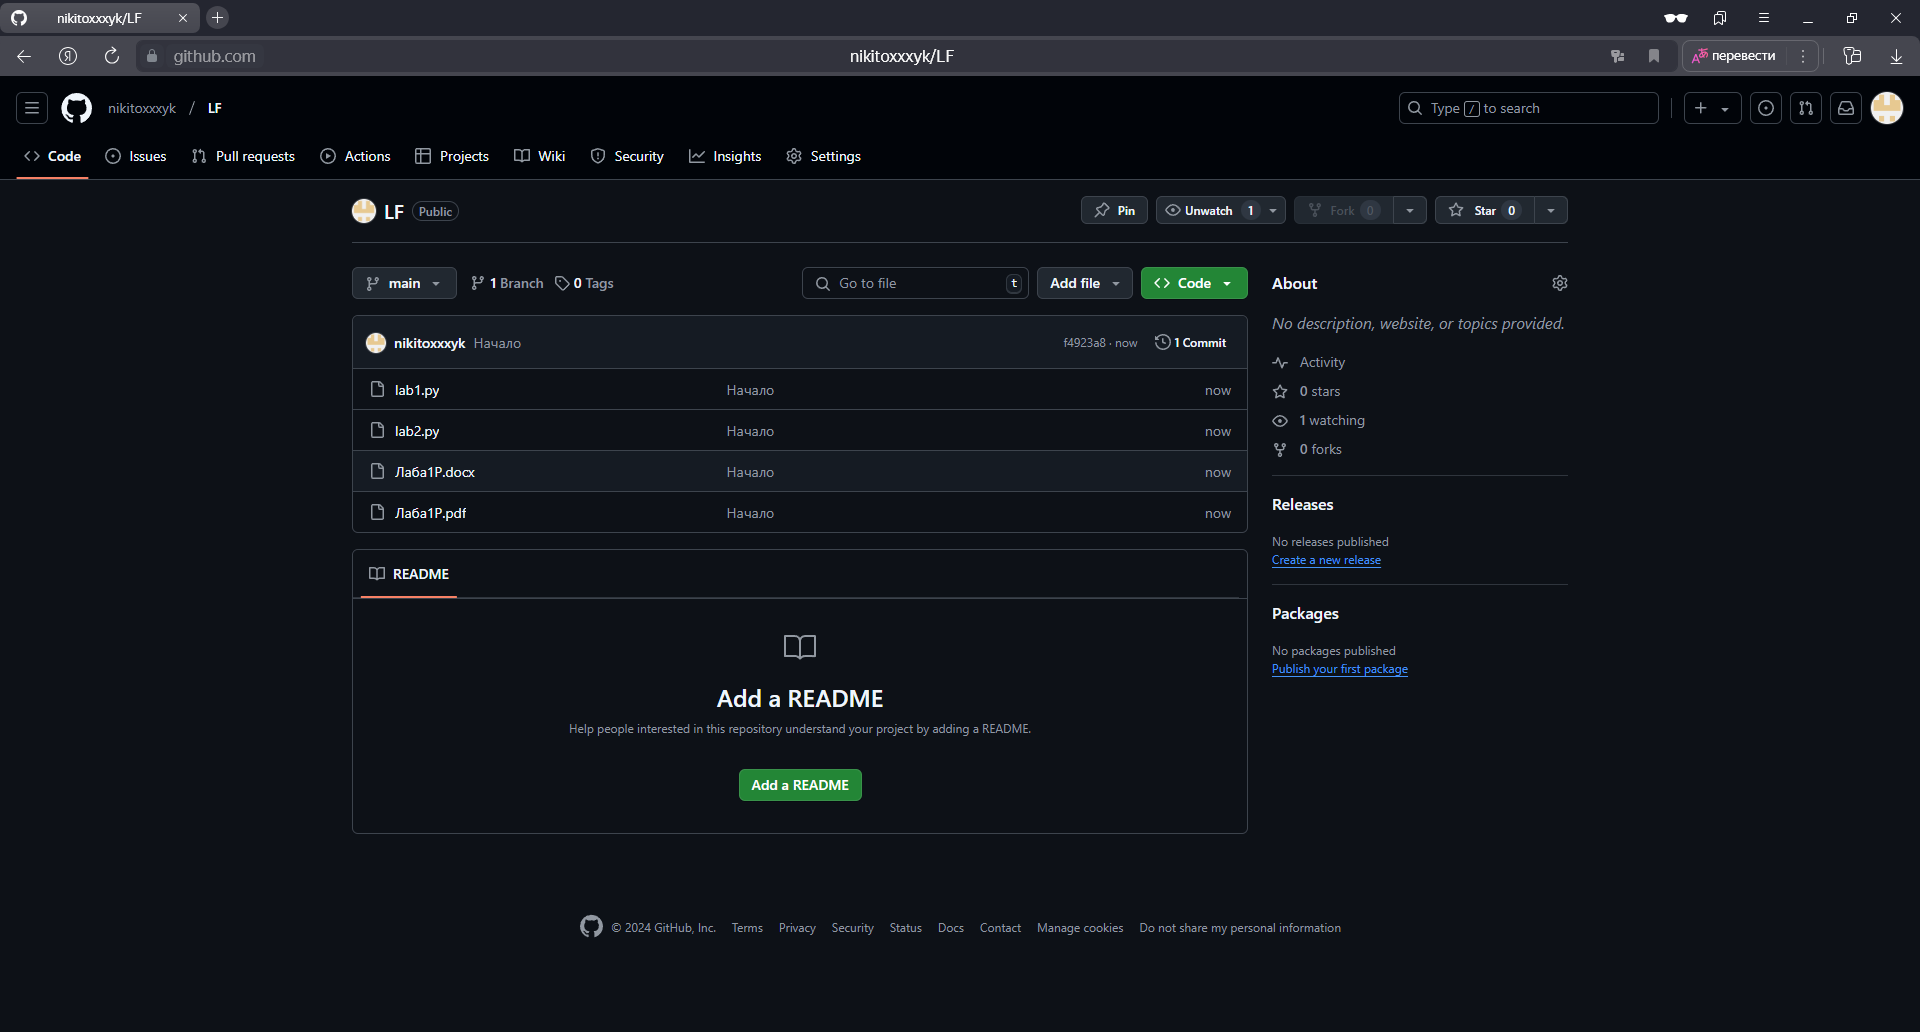 nikitoxxxyk/LF
github.com
nikitoxxxyk/LF
перевести
nikitoxxxyk / LF
Type / to search
Code Issues Pull requests Actions Projects Wiki Security Insights Settings
LF Public
Pin
Unwatch 1
Fork 0
Star 0
main
1 Branch
0 Tags
Go to file t
Add file
Code
nikitoxxxyk Начало
f4923a8 · now
1 Commit
lab1.py Начало now
lab2.py Начало now
Лаба1Р.docx Начало now
Лаба1Р.pdf Начало now
README
Add a README
Help people interested in this repository understand your project by adding a README.
Add a README
About
No description, website, or topics provided.
Activity
0 stars
1 watching
0 forks
Releases
No releases published
Create a new release
Packages
No packages published
Publish your first package
© 2024 GitHub, Inc. Terms Privacy Security Status Docs Contact Manage cookies Do not share my personal information